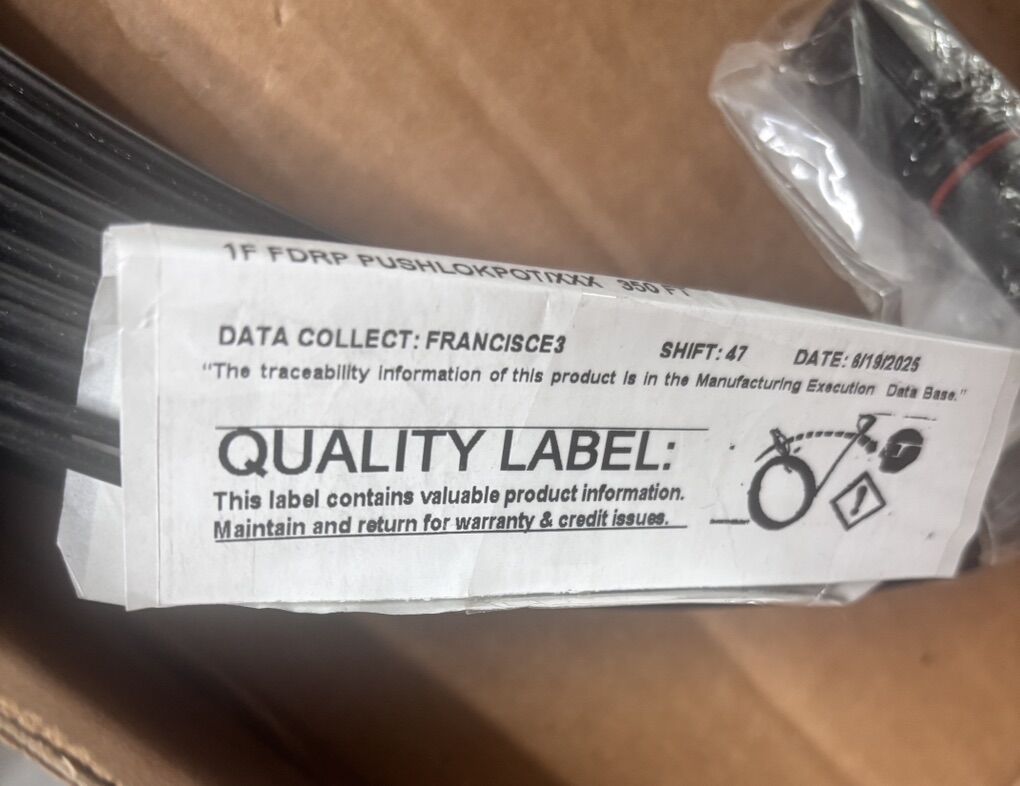 1F FDRP PUSHLOKPOTIXXX 350 FT
DATA COLLECT: FRANCISCE3 SHIFT: 47 DATE: 6/19/2025
"The traceability information of this product is in the Manufacturing Execution Data Base."
QUALITY LABEL:
This label contains valuable product information.
Maintain and return for warranty & credit issues.